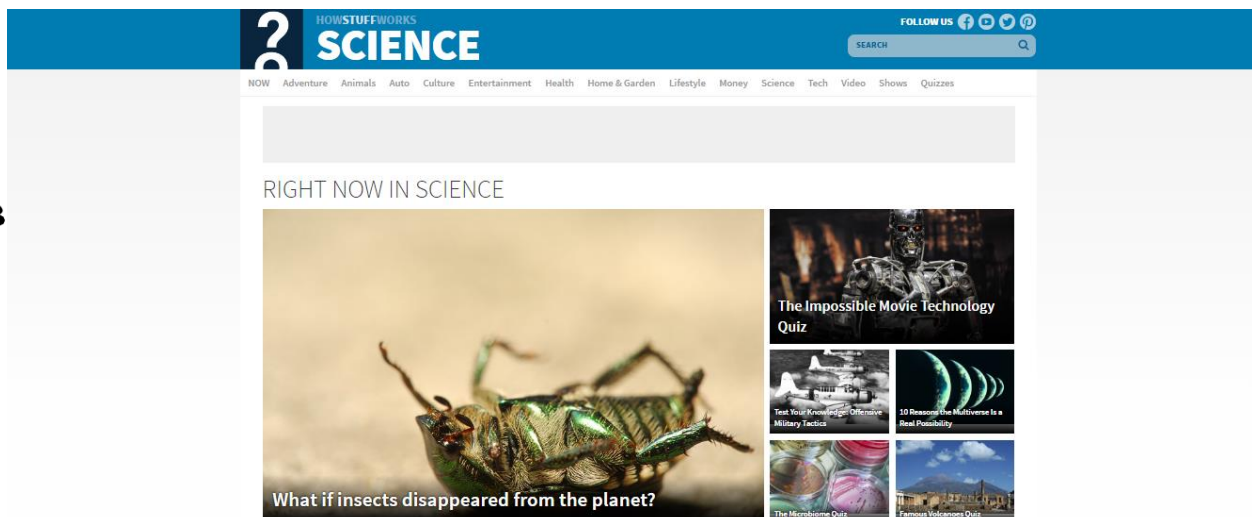 HOWSTUFFWORKS
SCIENCE
FOLLOW US
SEARCH
NOW Adventure Animals Auto Culture Entertainment Health Home & Garden Lifestyle Money Science Tech Video Shows Quizzes
RIGHT NOW IN SCIENCE
What if insects disappeared from the planet?
The Impossible Movie Technology
Quiz
Test Your Knowledge: Offensive
Military Tactics
10 Reasons the Multiverse Is a
Real Possibility
The Microbiome Quiz
Famous Volcanoes Quiz